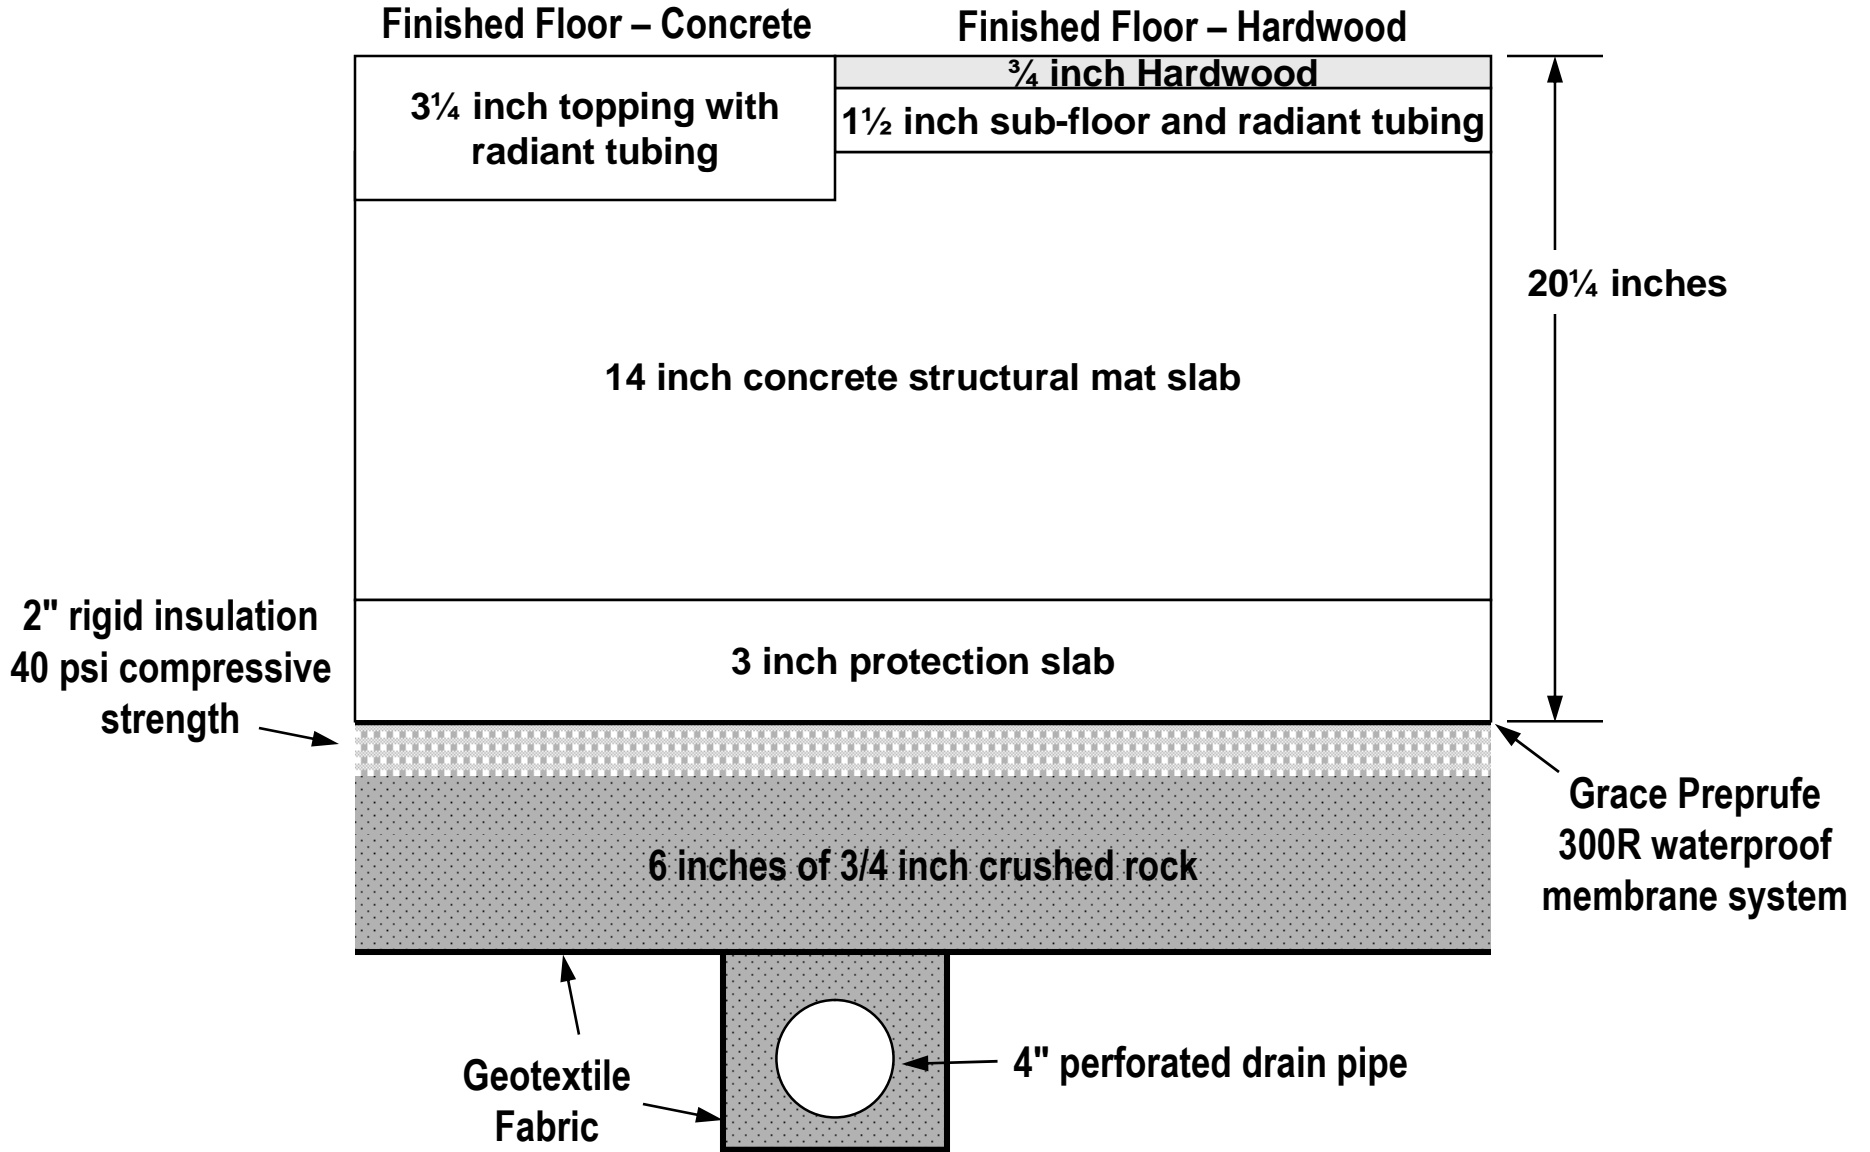 Finished Floor – Concrete
Finished Floor – Hardwood
¾ inch Hardwood
3¼ inch topping with
radiant tubing
1½ inch sub-floor and radiant tubing
20¼ inches
14 inch concrete structural mat slab
2" rigid insulation
40 psi compressive
strength
3 inch protection slab
Grace Preprufe
300R waterproof
membrane system
6 inches of 3/4 inch crushed rock
Geotextile
Fabric
4" perforated drain pipe